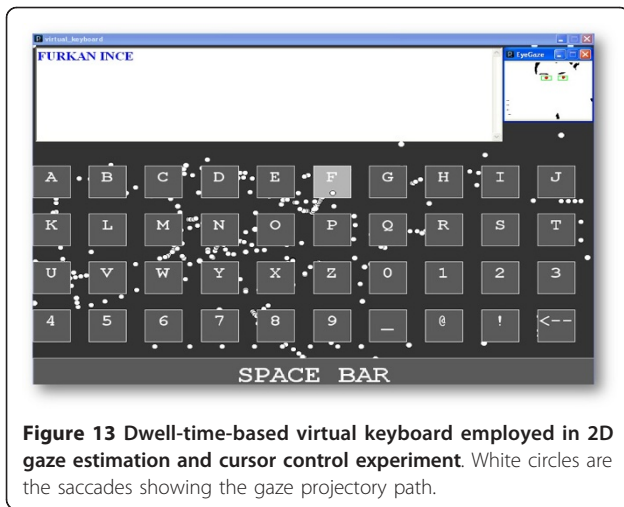 virtual_keyboard
EyeGaze
FURKAN INCE
A B C D E F G H I J
K L M N O P Q R S T
U V W Y X Z 0 1 2 3
4 5 6 7 8 9 _ @ ! <--
SPACE BAR
Figure 13 Dwell-time-based virtual keyboard employed in 2D
gaze estimation and cursor control experiment. White circles are
the saccades showing the gaze projectory path.